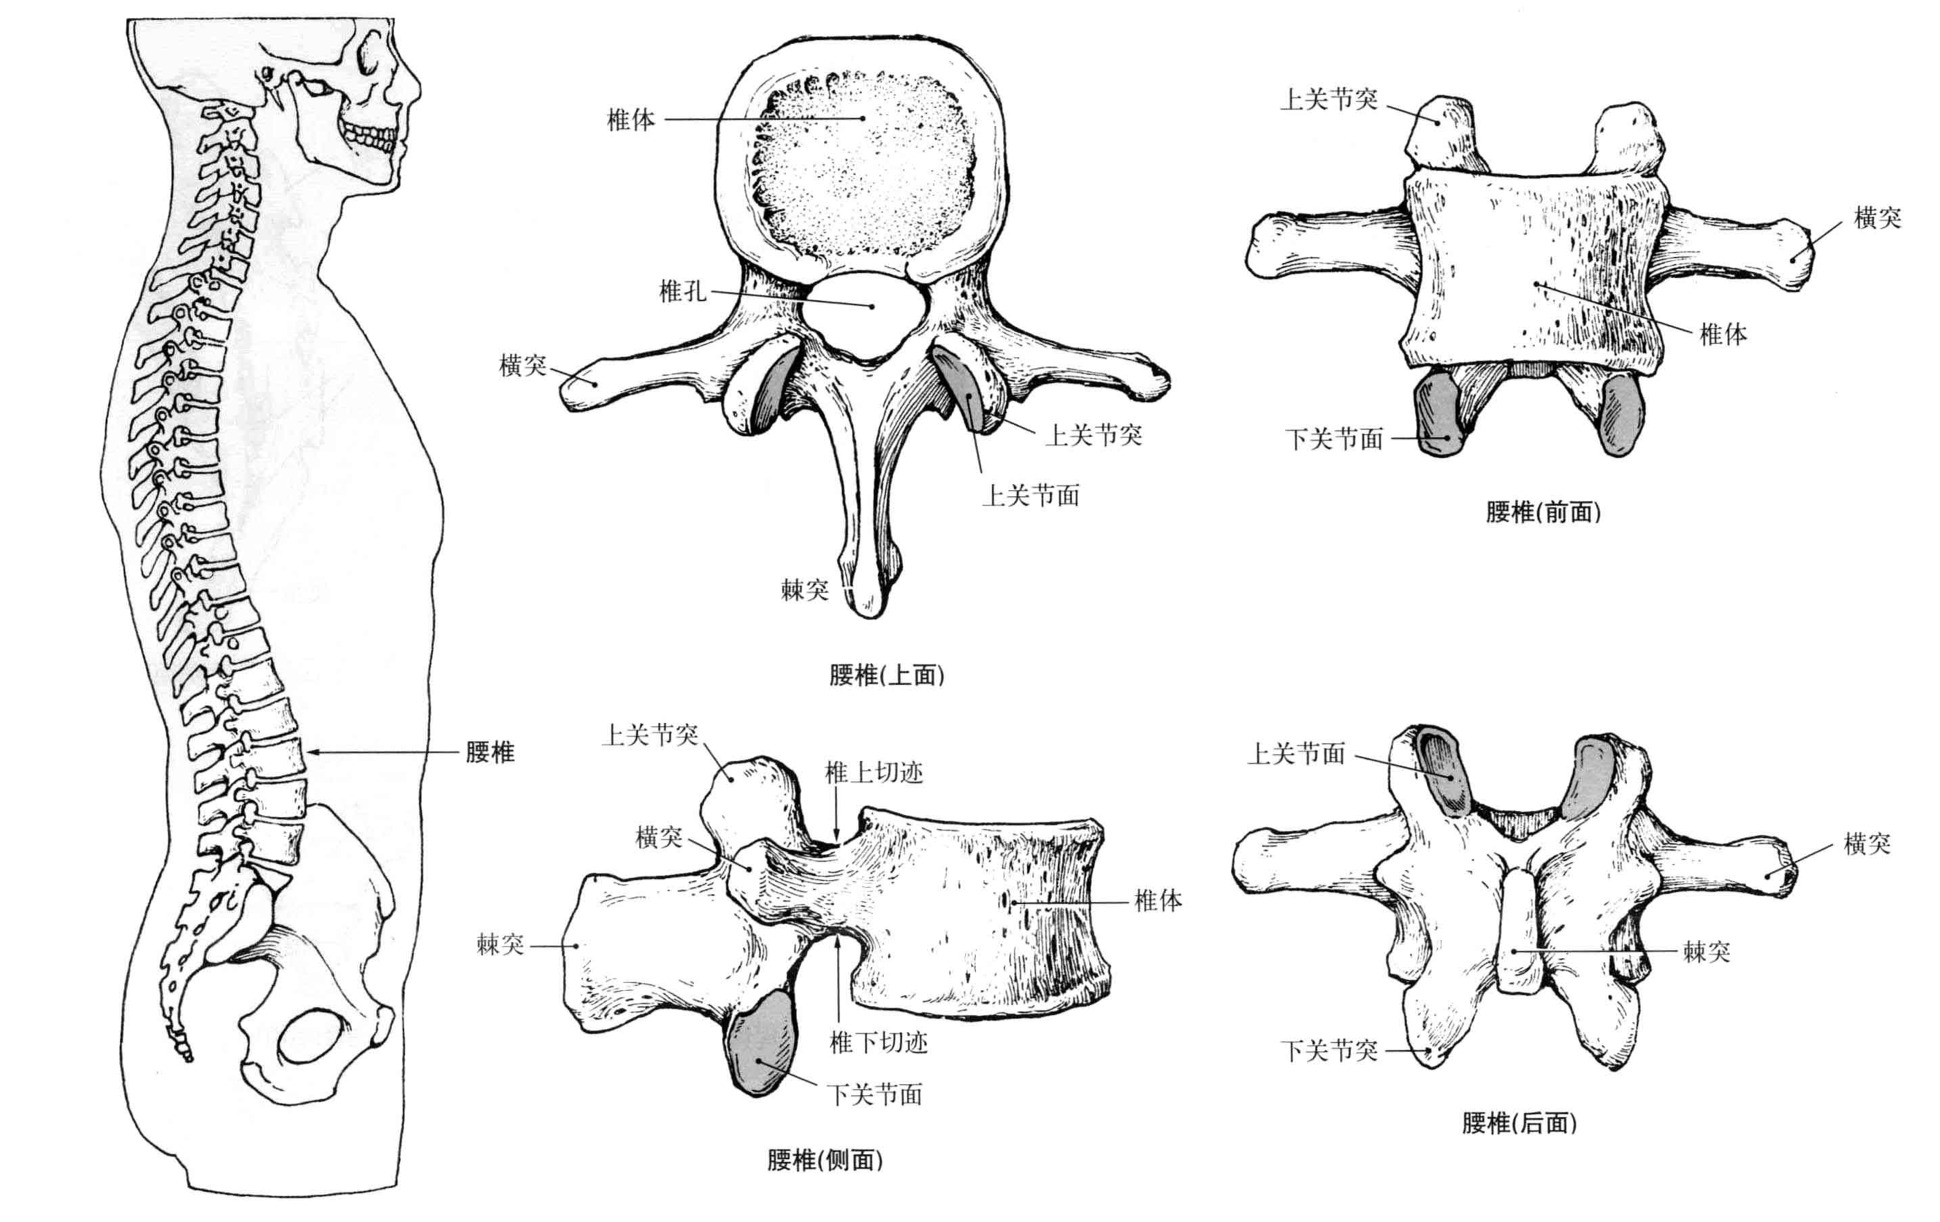 腰椎
椎体
椎孔
横突
上关节突
上关节面
棘突
腰椎(上面)
上关节突
横突
椎体
下关节面
腰椎(前面)
上关节突
椎上切迹
横突
椎体
棘突
椎下切迹
下关节面
腰椎(侧面)
上关节面
横突
棘突
下关节突
腰椎(后面)